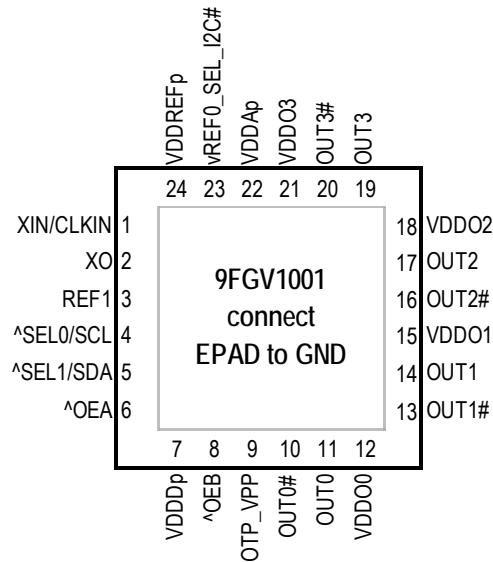 VDDREFp
vREF0_SEL_I2C#
VDDAp
VDDO3
OUT3#
OUT3
24 23 22 21 20 19
XIN/CLKIN 1
XO 2
REF1 3
^SEL0/SCL 4
^SEL1/SDA 5
^OEA 6
9FGV1001
connect
EPAD to GND
18 VDDO2
17 OUT2
16 OUT2#
15 VDDO1
14 OUT1
13 OUT1#
7 8 9 10 11 12
VDDDp
^OEB
OTP_VPP
OUT0#
OUT0
VDDO0